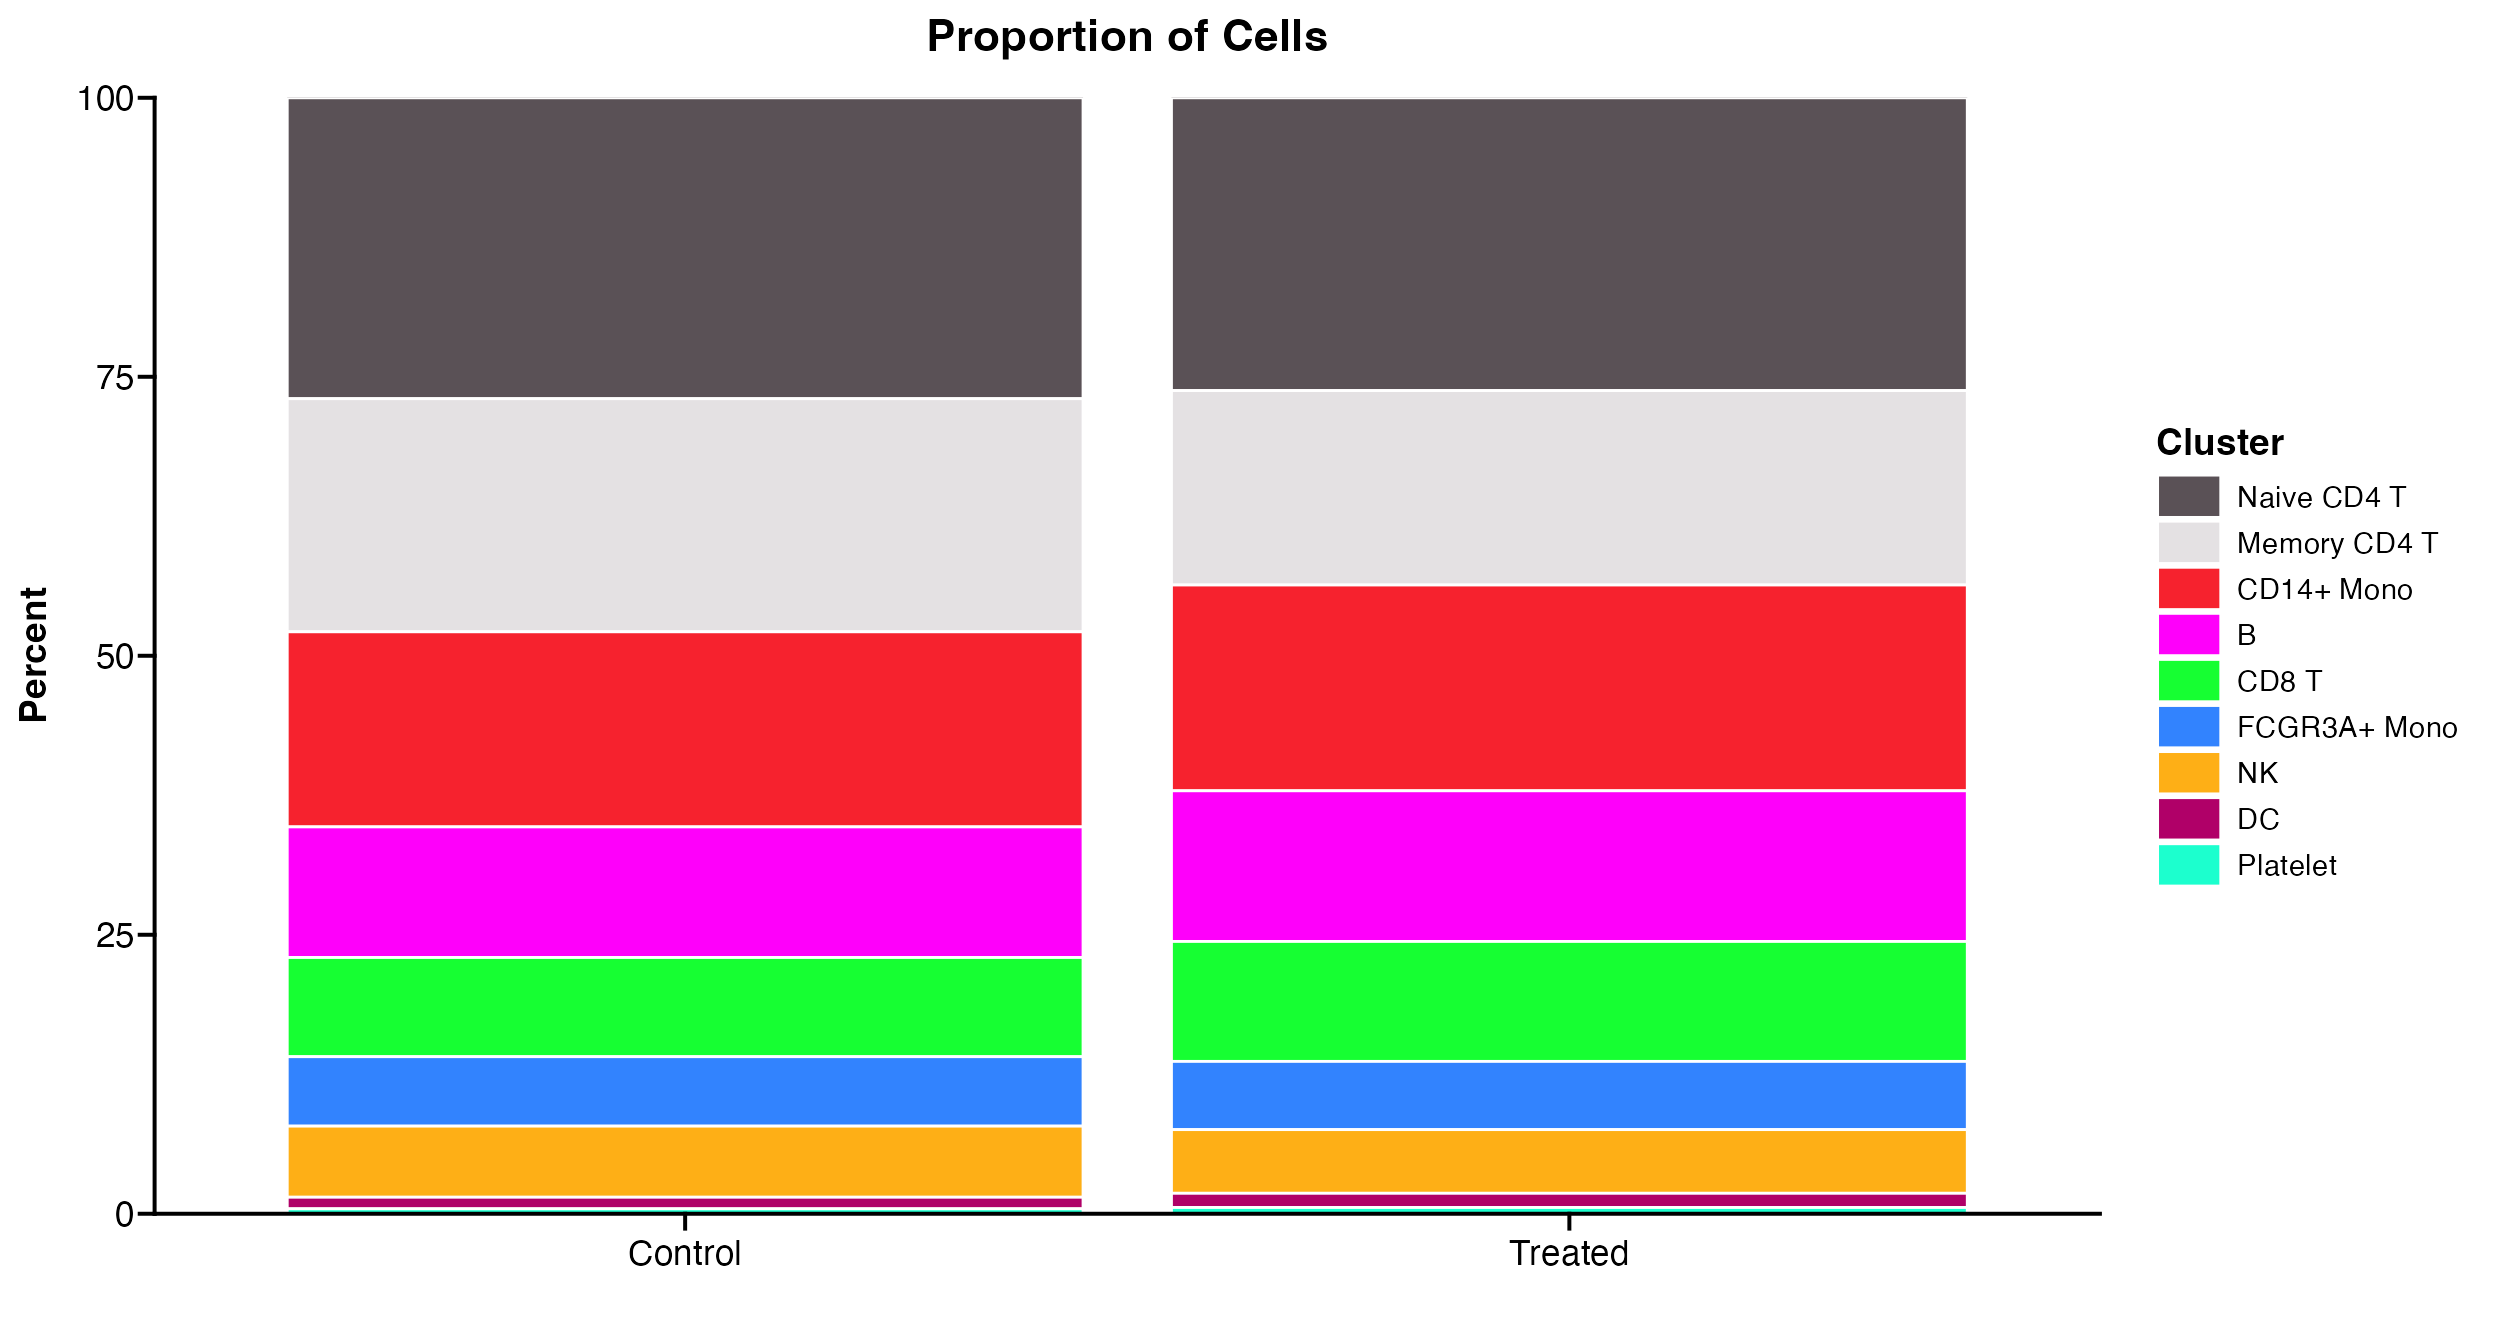 Proportion of Cells
Percent
100
75
50
25
0
Control
Treated
Cluster
Naive CD4 T
Memory CD4 T
CD14+ Mono
B
CD8 T
FCGR3A+ Mono
NK
DC
Platelet